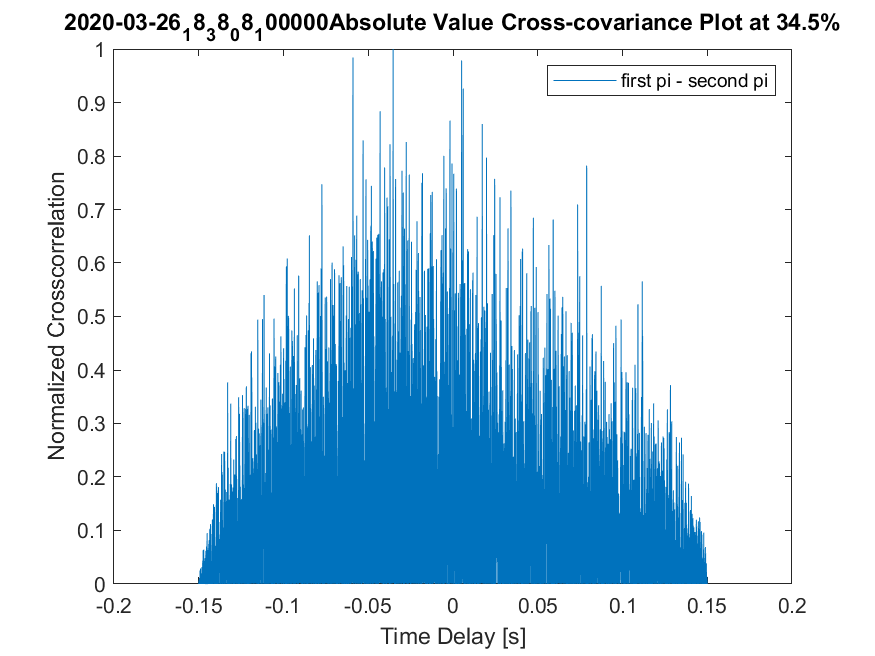 2020-03-26₁8₃8₀8₁00000Absolute Value Cross-covariance Plot at 34.5%
first pi - second pi
1
0.9
0.8
0.7
0.6
0.5
0.4
0.3
0.2
0.1
0
Normalized Crosscorrelation
-0.2 -0.15 -0.1 -0.05 0 0.05 0.1 0.15 0.2
Time Delay [s]